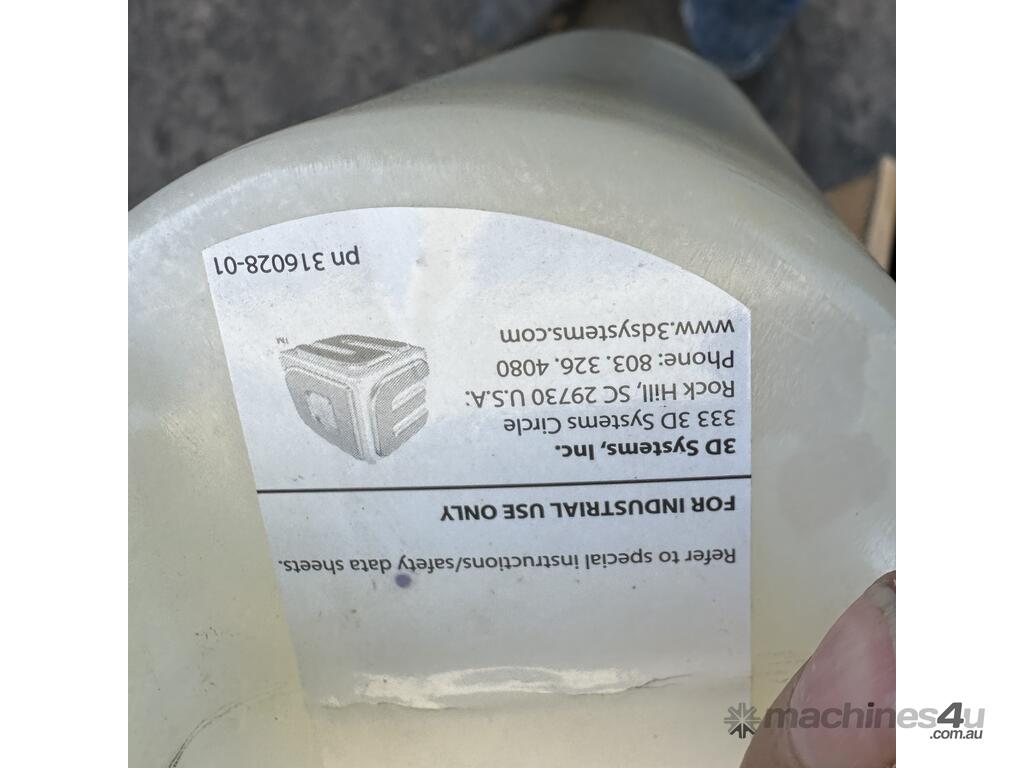 Refer to special instructions/safety data sheets.
FOR INDUSTRIAL USE ONLY
3D Systems, Inc.
333 3D Systems Circle
Rock Hill, SC 29730 U.S.A:
Phone: 803. 326. 4080
www.3dsystems.com
TM
pn 316028-01
machines4u
.com.au